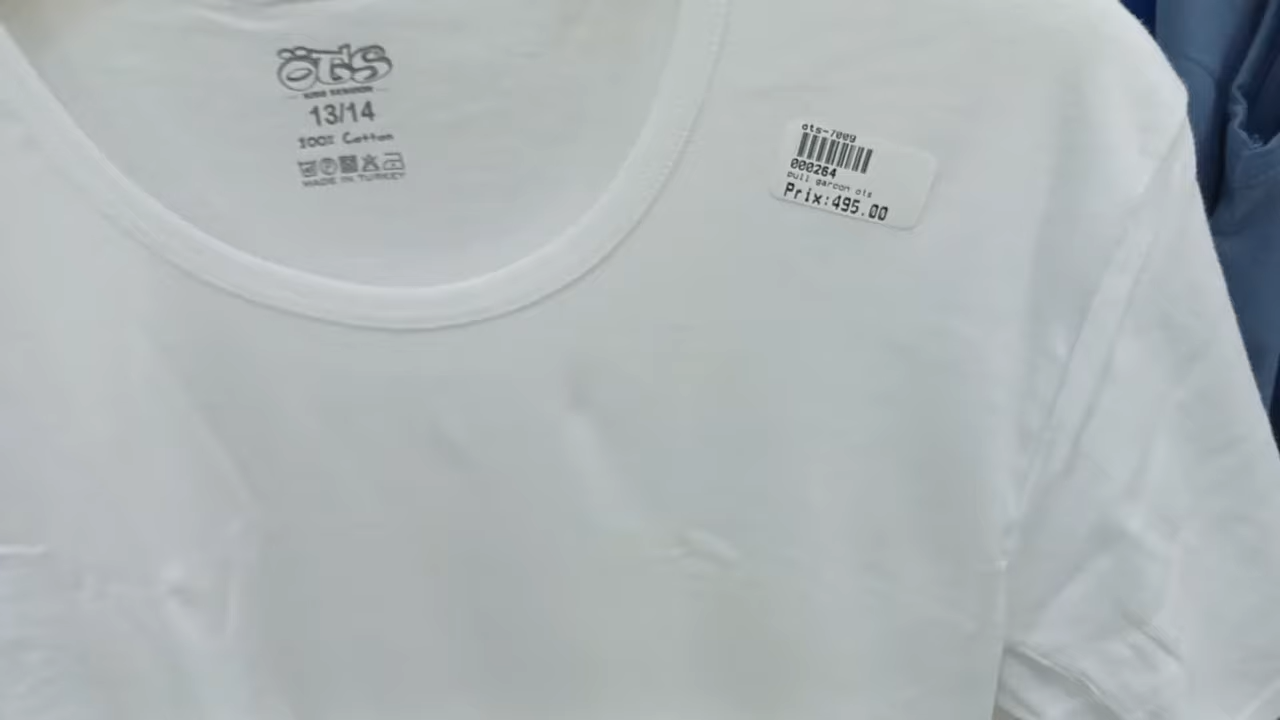 öTS
13/14
100% Cotton
MADE IN TURKEY
ots-7009
000264
pull garcon ots
Prix:495.00